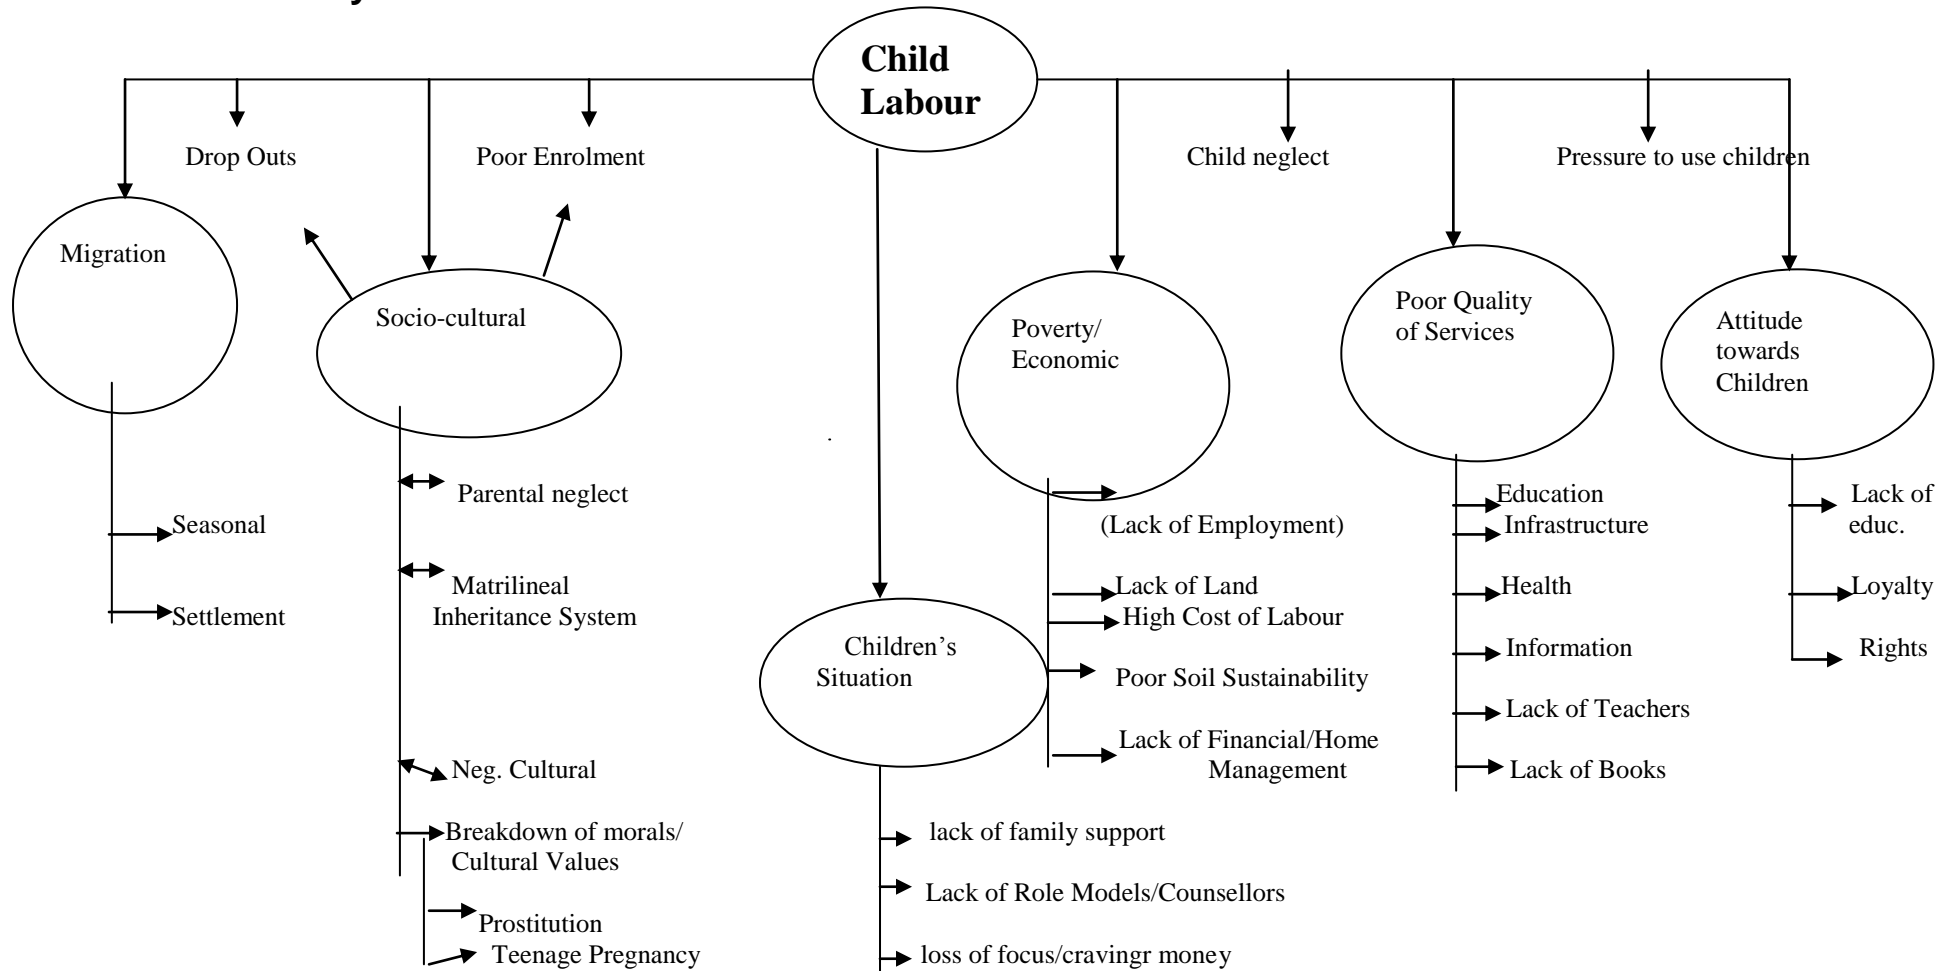 Child
Labour
Drop Outs
Poor Enrolment
Child neglect
Pressure to use children
Migration
Seasonal
Settlement
Socio-cultural
Parental neglect
Matrilineal
Inheritance System
Neg. Cultural
Breakdown of morals/
Cultural Values
Prostitution
Teenage Pregnancy
Children’s
Situation
lack of family support
Lack of Role Models/Counsellors
loss of focus/cravingr money
Poverty/
Economic
(Lack of Employment)
Lack of Land
High Cost of Labour
Poor Soil Sustainability
Lack of Financial/Home
Management
Poor Quality
of Services
Education
Infrastructure
Health
Information
Lack of Teachers
Lack of Books
Attitude
towards
Children
Lack of
educ.
Loyalty
Rights